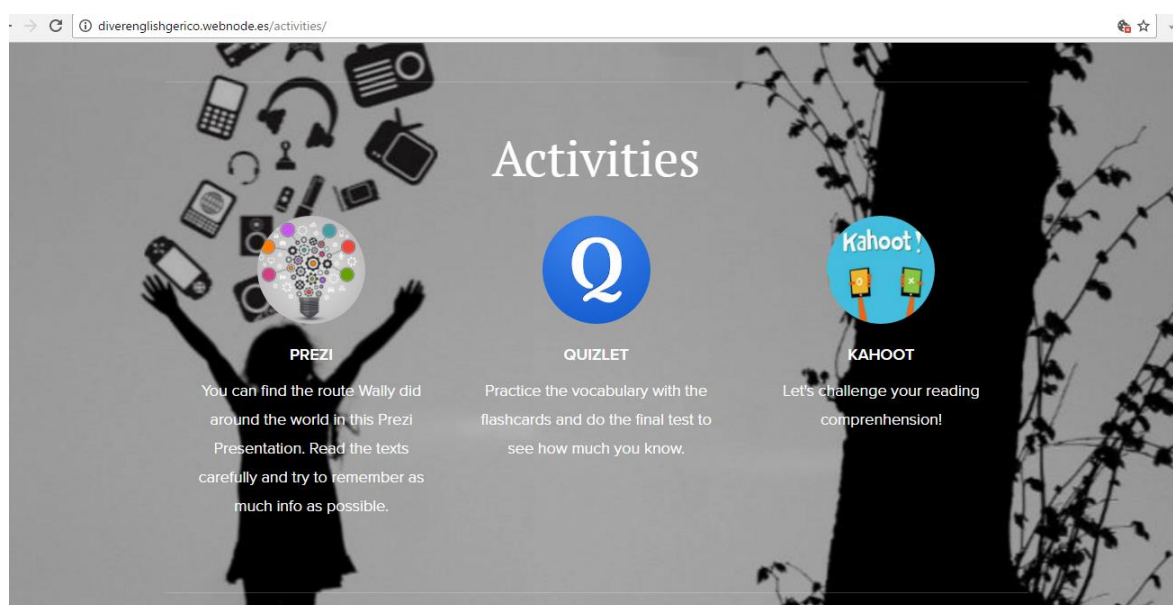 diverenglishgerico.webnode.es/activities/
Activities
Q
Kahoot!
PREZI
You can find the route Wally did
around the world in this Prezi
Presentation. Read the texts
carefully and try to remember as
much info as possible.
QUIZLET
Practice the vocabulary with the
flashcards and do the final test to
see how much you know.
KAHOOT
Let's challenge your reading
comprenhension!